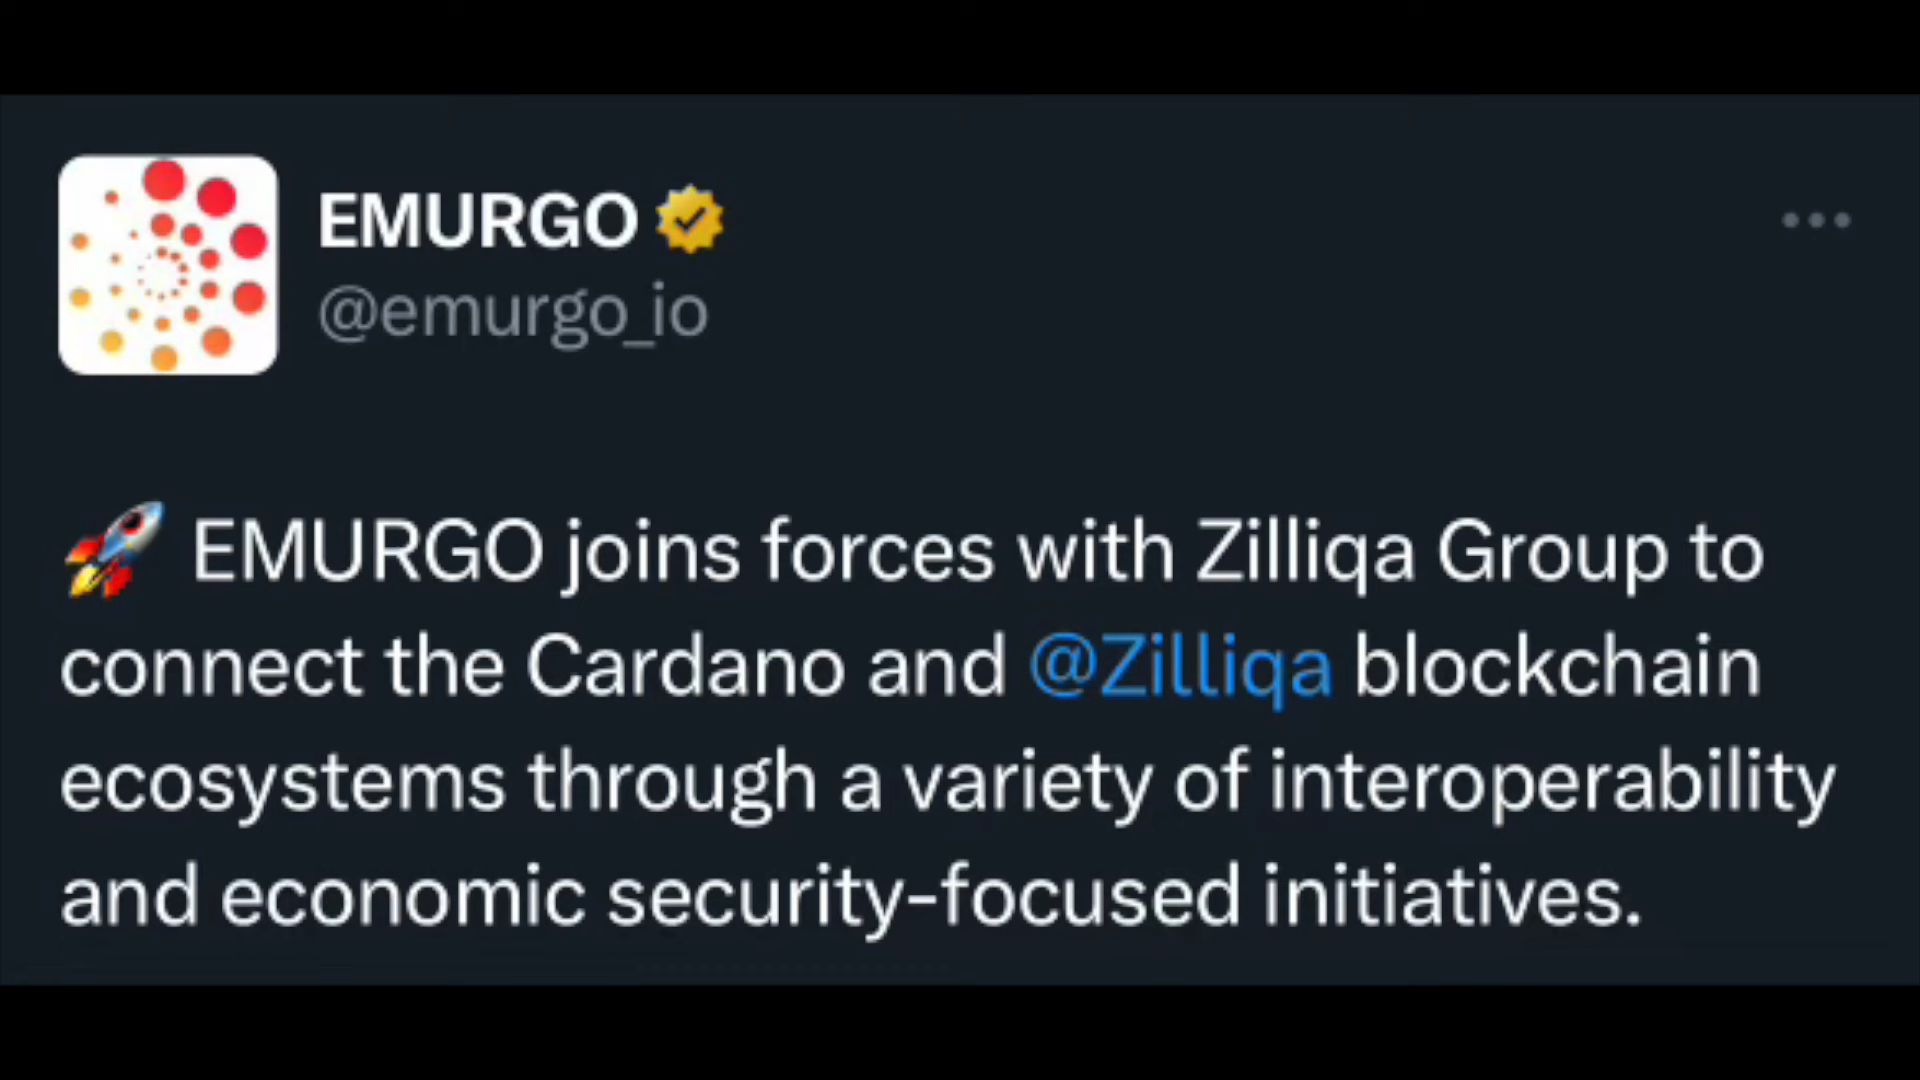 EMURGO
@emurgo_io
🚀 EMURGO joins forces with Zilliqa Group to
connect the Cardano and @Zilliqa blockchain
ecosystems through a variety of interoperability
and economic security-focused initiatives.